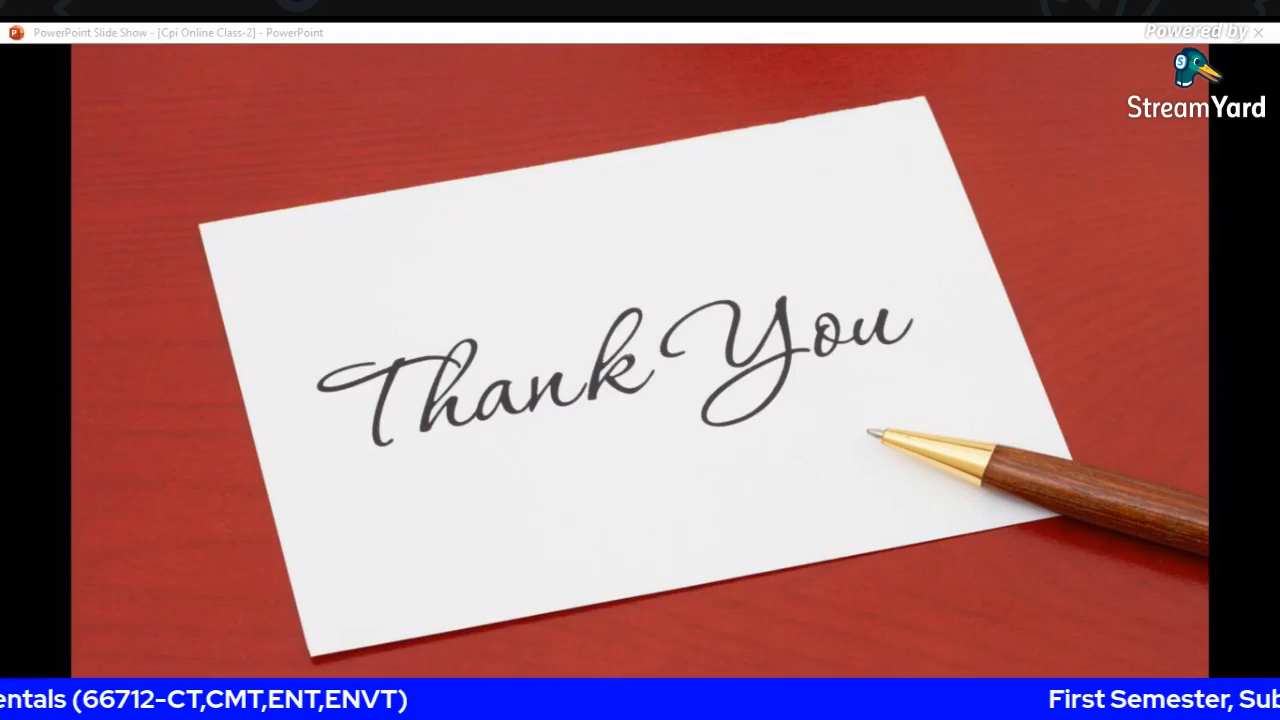 PowerPoint Slide Show - [Cpi Online Class-2] - PowerPoint
Powered by
StreamYard
Thank You
entals (66712-CT,CMT,ENT,ENVT)
First Semester, Sub